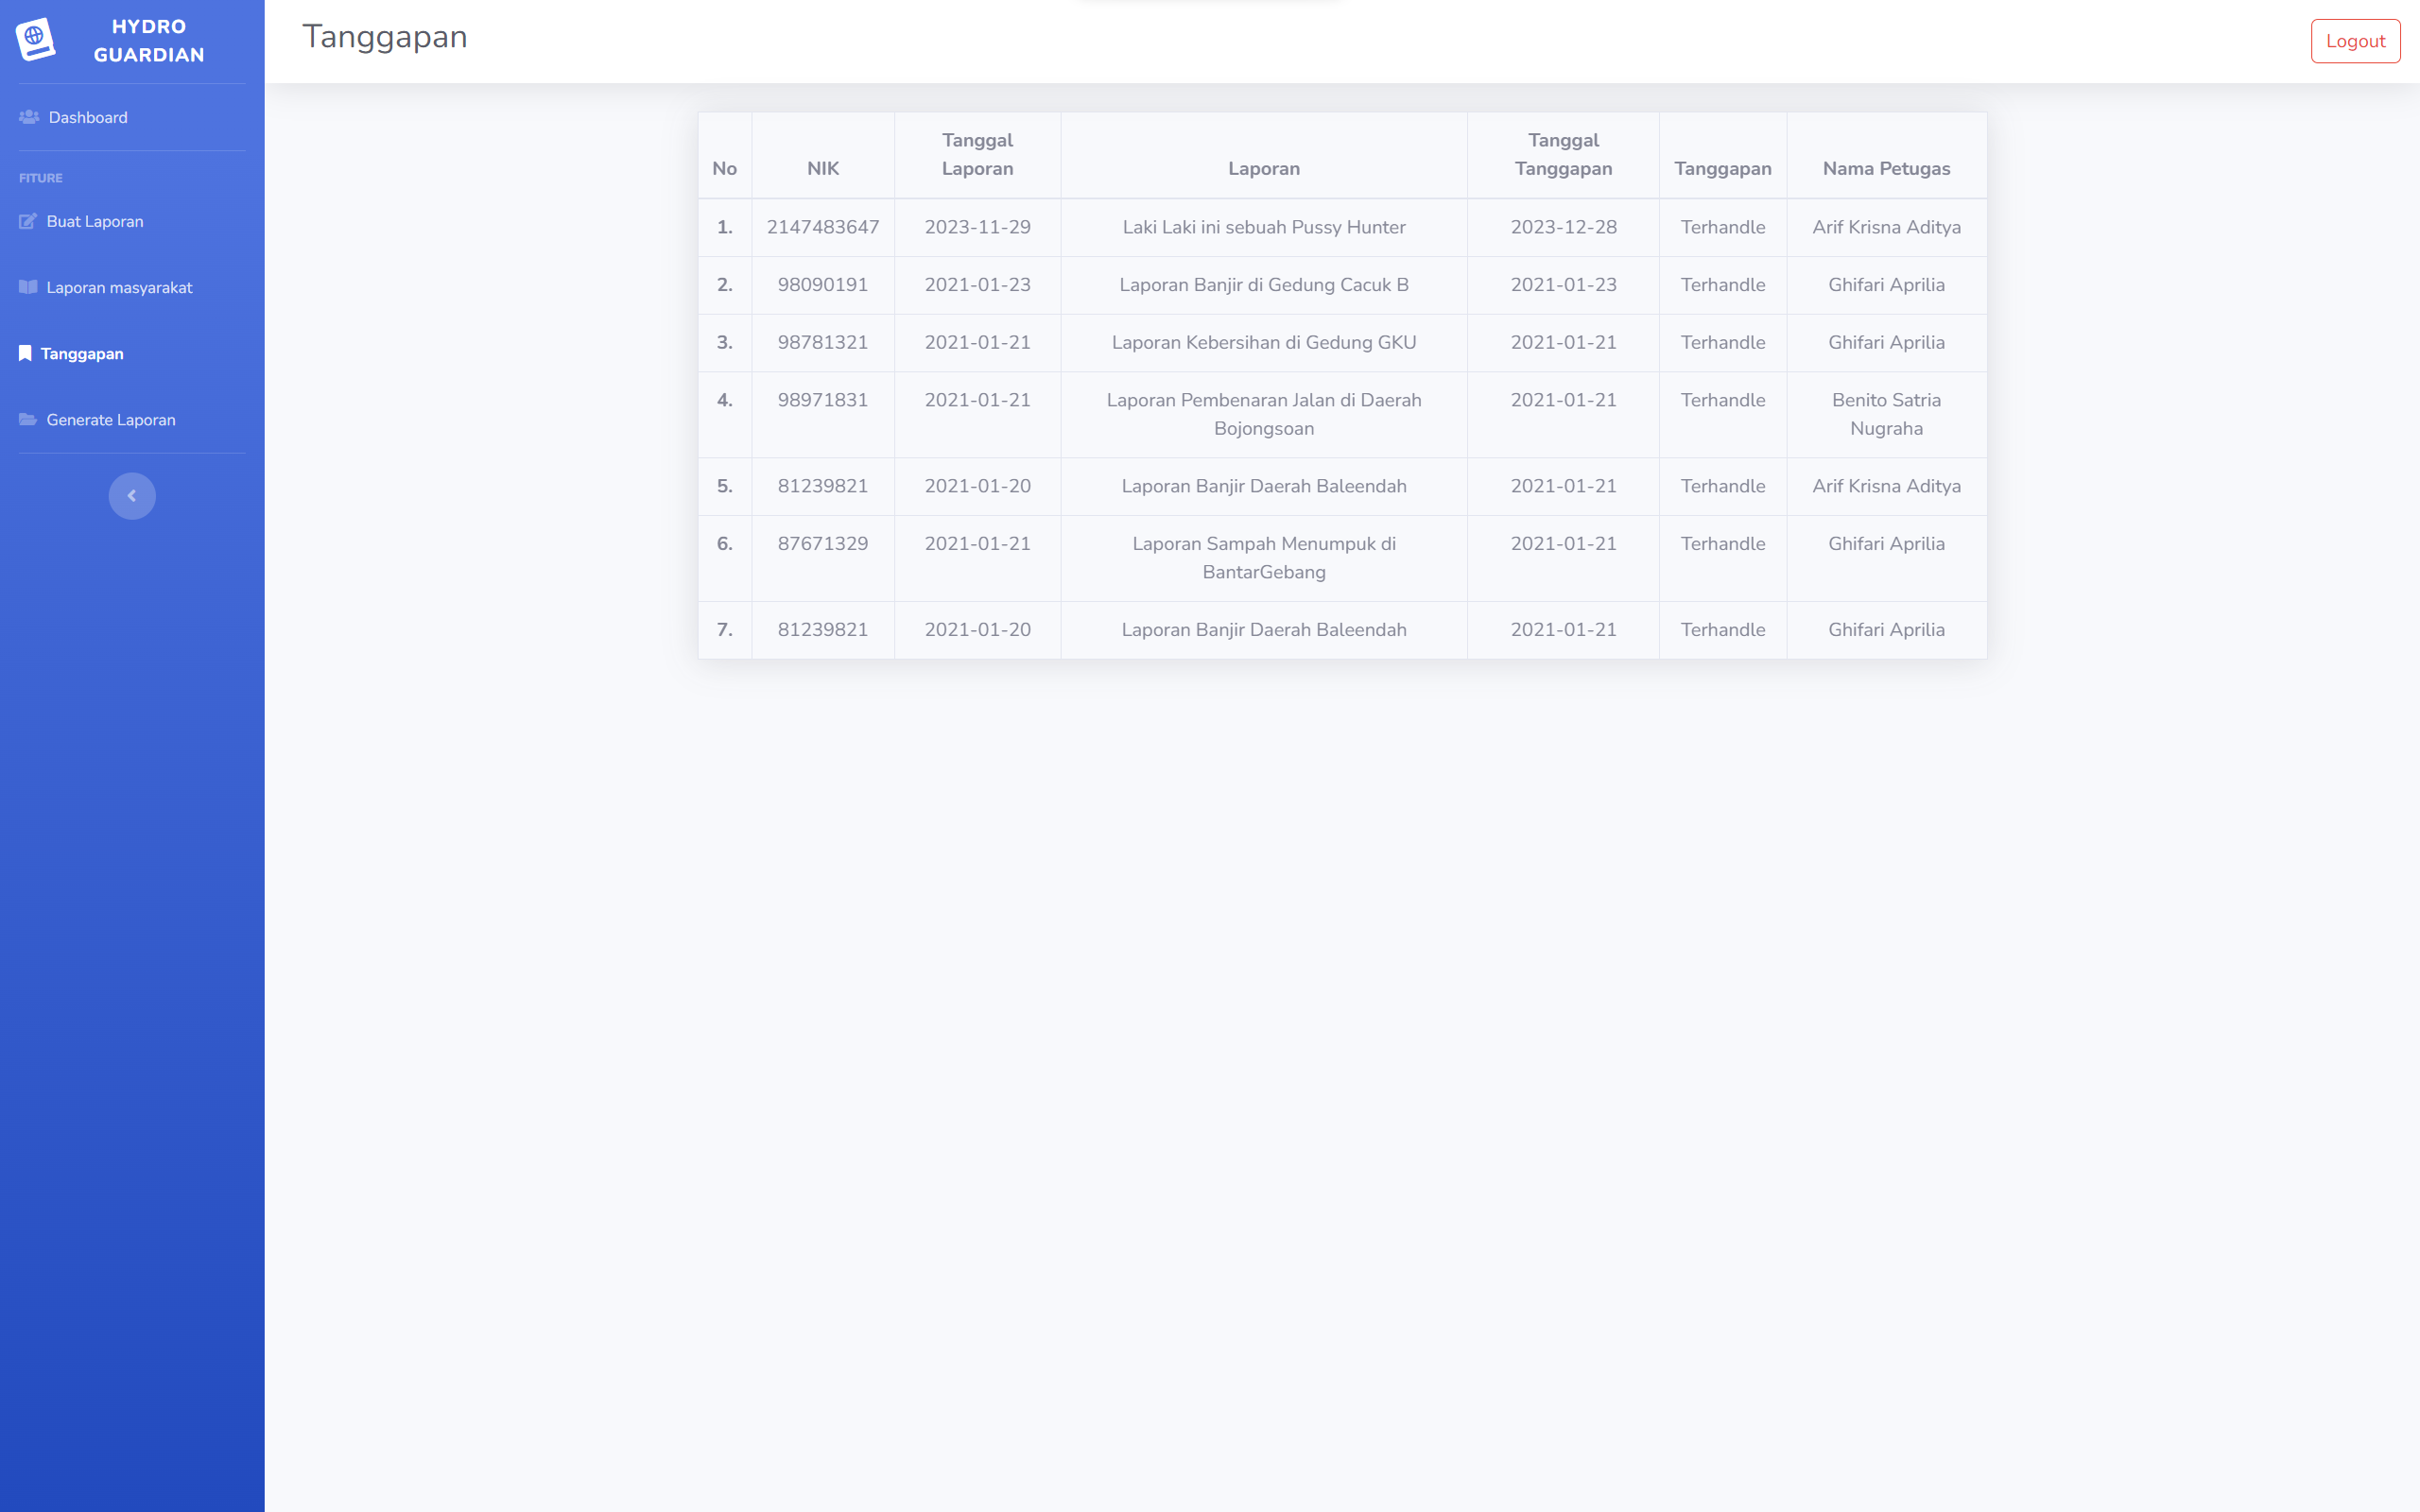 HYDRO
GUARDIAN
Dashboard
FITURE
Buat Laporan
Laporan masyarakat
Tanggapan
Generate Laporan
Tanggapan
Logout
No NIK Tanggal Laporan Laporan Tanggal Tanggapan Tanggapan Nama Petugas
1. 2147483647 2023-11-29 Laki Laki ini sebuah Pussy Hunter 2023-12-28 Terhandle Arif Krisna Aditya
2. 98090191 2021-01-23 Laporan Banjir di Gedung Cacuk B 2021-01-23 Terhandle Ghifari Aprilia
3. 98781321 2021-01-21 Laporan Kebersihan di Gedung GKU 2021-01-21 Terhandle Ghifari Aprilia
4. 98971831 2021-01-21 Laporan Pembenaran Jalan di Daerah Bojongsoan 2021-01-21 Terhandle Benito Satria Nugraha
5. 81239821 2021-01-20 Laporan Banjir Daerah Baleendah 2021-01-21 Terhandle Arif Krisna Aditya
6. 87671329 2021-01-21 Laporan Sampah Menumpuk di BantarGebang 2021-01-21 Terhandle Ghifari Aprilia
7. 81239821 2021-01-20 Laporan Banjir Daerah Baleendah 2021-01-21 Terhandle Ghifari Aprilia